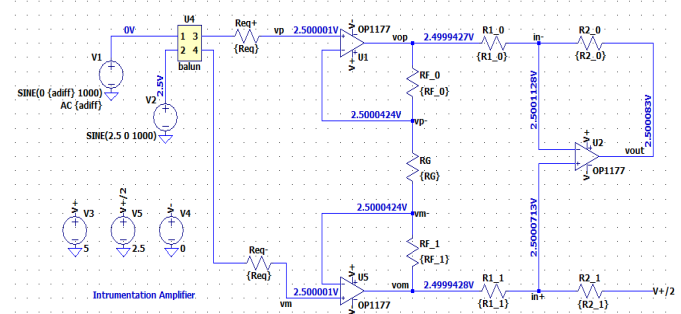 U4
0V
1 3
2 4
balun
Req+
{Req}
vp
2.500001V
V-
OP1177
V+
U1
vop
2.4999427V
R1_0
{R1_0}
in-
R2_0
{R2_0}
V1
SINE(0 {adiff} 1000)
AC {adiff}
V2
2.5V
SINE(2.5 0 1000)
RF_0
{RF_0}
2.5000424V
vp-
2.5001128V
2.500083V
V+
U2
vout
V-
OP1177
RG
{RG}
V+
V3
5
V+/2
V5
2.5
V-
V4
0
2.5000424V
vm-
2.5000713V
RF_1
{RF_1}
Req-
{Req}
vm
2.500001V
V+
U5
V-
OP1177
vom
2.4999428V
R1_1
{R1_1}
in+
R2_1
{R2_1}
V+/2
Intrumentation Amplifier